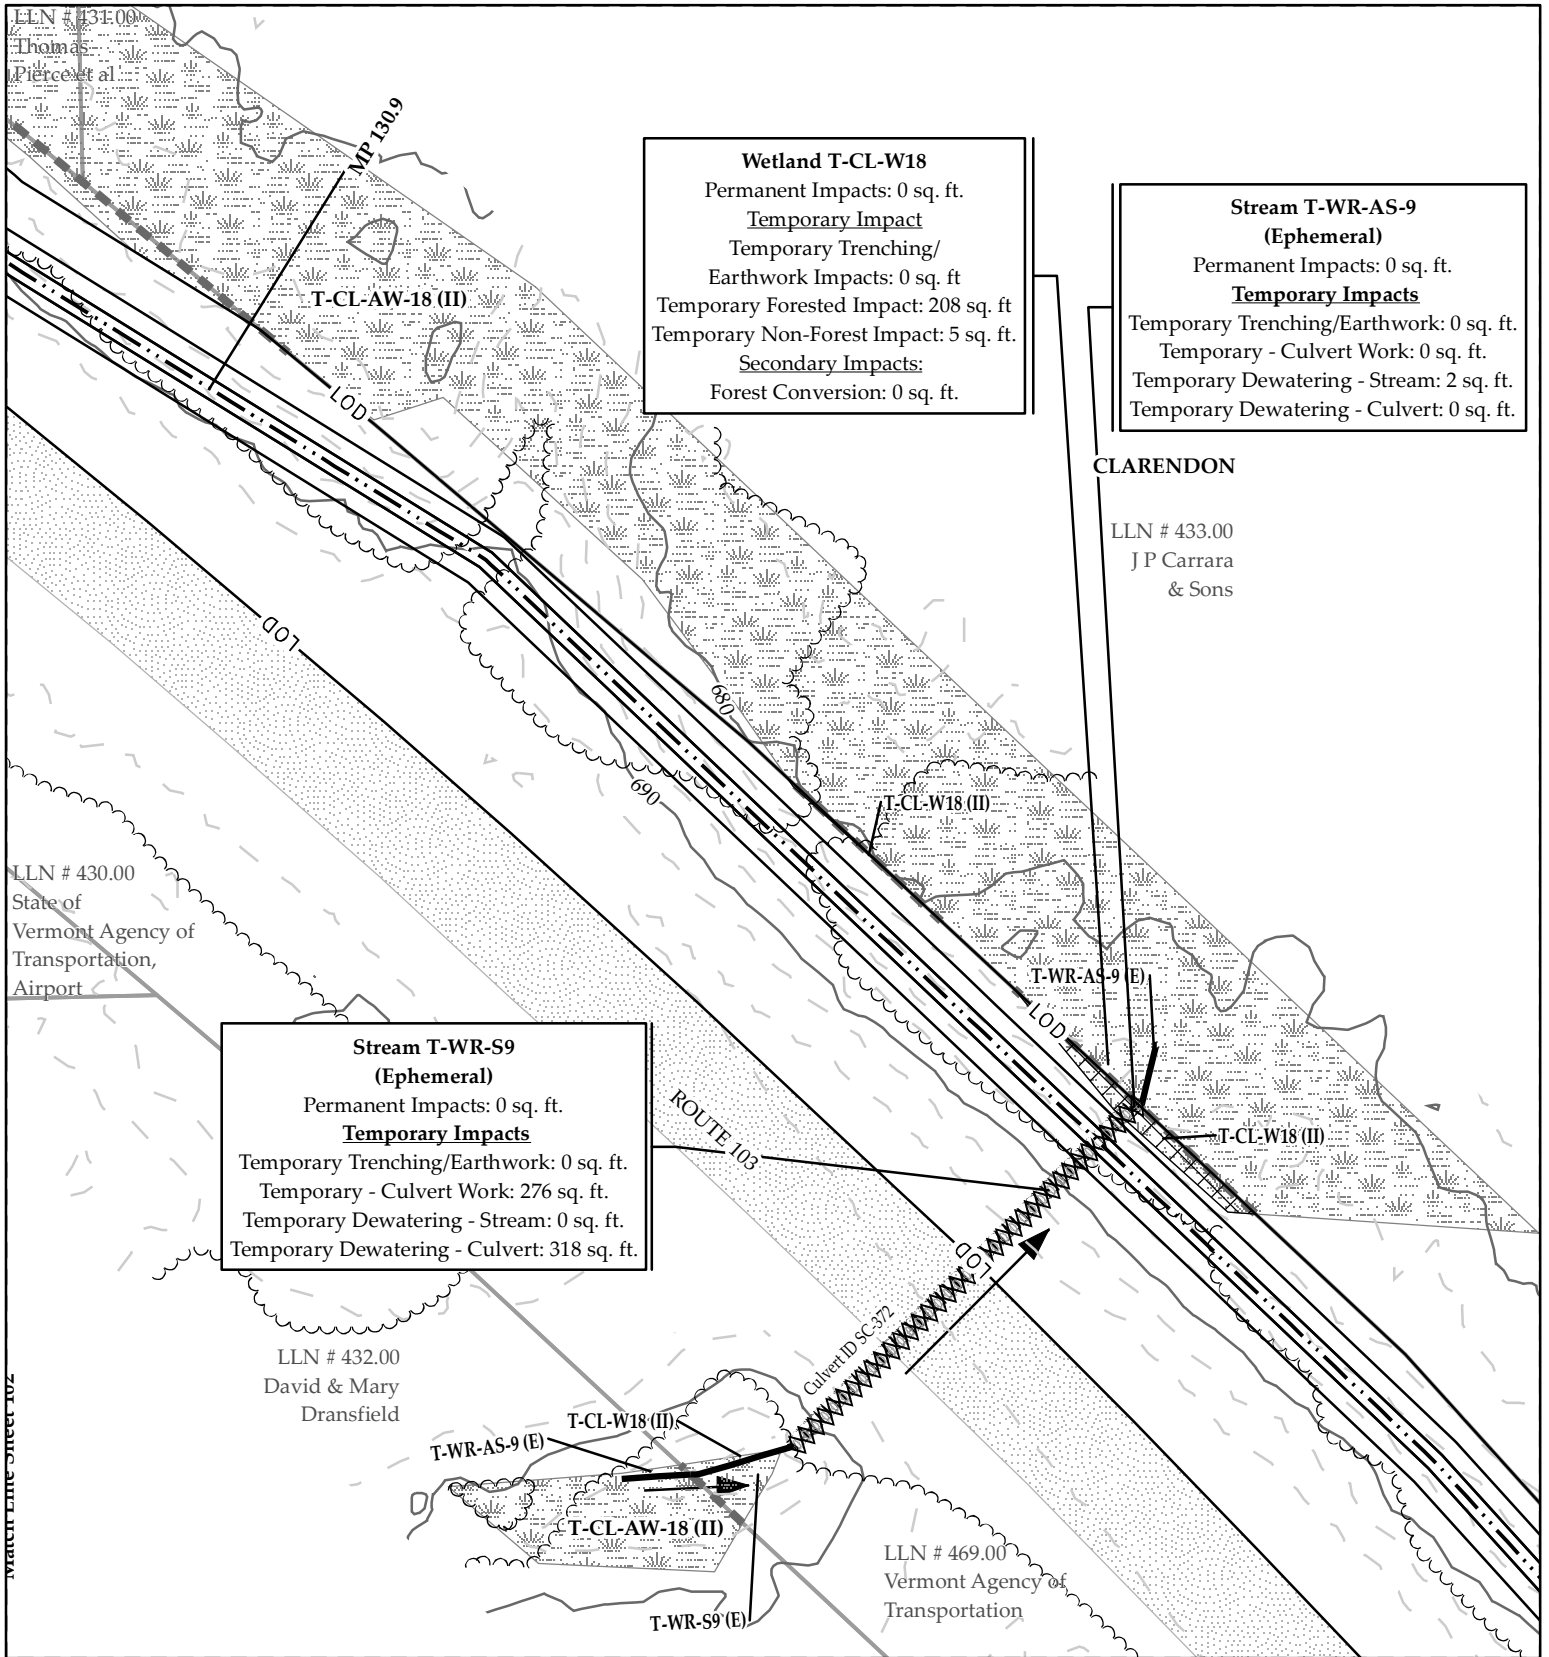 LLN # 431.00
Thomas
Pierce et al
MP 130.9
T-CL-AW-18 (II)
LOD
Wetland T-CL-W18
Permanent Impacts: 0 sq. ft.
Temporary Impact
Temporary Trenching/
Earthwork Impacts: 0 sq. ft
Temporary Forested Impact: 208 sq. ft
Temporary Non-Forest Impact: 5 sq. ft.
Secondary Impacts:
Forest Conversion: 0 sq. ft.
Stream T-WR-AS-9
(Ephemeral)
Permanent Impacts: 0 sq. ft.
Temporary Impacts
Temporary Trenching/Earthwork: 0 sq. ft.
Temporary - Culvert Work: 0 sq. ft.
Temporary Dewatering - Stream: 2 sq. ft.
Temporary Dewatering - Culvert: 0 sq. ft.
CLARENDON
LLN # 433.00
J P Carrara
& Sons
LOD
680
690
T-CL-W18 (II)
LLN # 430.00
State of
Vermont Agency of
Transportation,
Airport
T-WR-AS-9 (E)
LOD
Stream T-WR-S9
(Ephemeral)
Permanent Impacts: 0 sq. ft.
Temporary Impacts
Temporary Trenching/Earthwork: 0 sq. ft.
Temporary - Culvert Work: 276 sq. ft.
Temporary Dewatering - Stream: 0 sq. ft.
Temporary Dewatering - Culvert: 318 sq. ft.
ROUTE 103
T-CL-W18 (II)
LOD
Culvert ID SC-372
LLN # 432.00
David & Mary
Dransfield
T-CL-W18 (II)
T-WR-AS-9 (E)
T-CL-AW-18 (II)
T-WR-S9 (E)
LLN # 469.00
Vermont Agency of
Transportation
Match Line Sheet 102